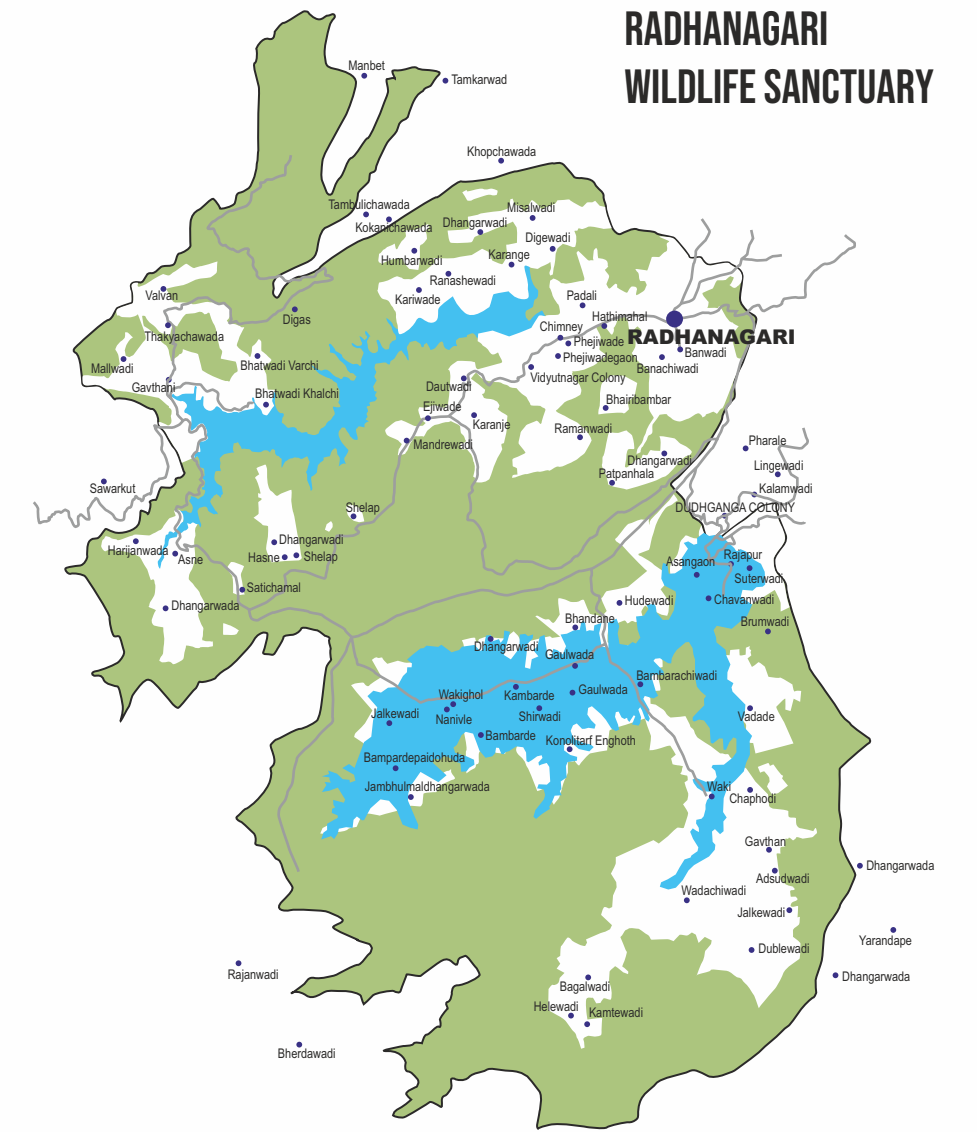 RADHANAGARI
WILDLIFE SANCTUARY
Manbet
Tamkarwad
Khopchawada
Tambulichawada
Kokanichawada
Misalwadi
Dhangarwadi
Digewadi
Humbarwadi
Karange
Ranashewadi
Kariwade
Valvan
Padali
Digas
Hathimahal
Chimney
Thakyachawada
RADHANAGARI
Phejiwade
Banwadi
Phejiwadegaon
Mallwadi
Bhatwadi Varchi
Banachiwadi
Vidyutnagar Colony
Gavthani
Dautwadi
Bhatwadi Khalchi
Bhairibambar
Ejiwade
Karanje
Ramanwadi
Mandrewadi
Pharale
Dhangarwadi
Lingewadi
Patpanhala
Sawarkut
Kalamwadi
Shelap
DUDHGANGA COLONY
Dhangarwadi
Harijanwada
Asne
Hasne
Shelap
Rajapur
Asangaon
Suterwadi
Satichamal
Dhangarwada
Hudewadi
Chavanwadi
Bhandane
Brumwadi
Dhangarwadi
Gaulwada
Bambarachiwadi
Gaulwada
Wakighol
Kambarde
Jalkewadi
Nanivle
Shirwadi
Vadade
Bambarde
Konolitarf Enghoth
Bampardepaidohuda
Jambhulmaldhangarwada
Waki
Chaphodi
Gavthan
Dhangarwada
Adsudwadi
Wadachiwadi
Jalkewadi
Yarandape
Dublewadi
Rajanwadi
Dhangarwada
Bagalwadi
Helewadi
Kamtewadi
Bherdawadi